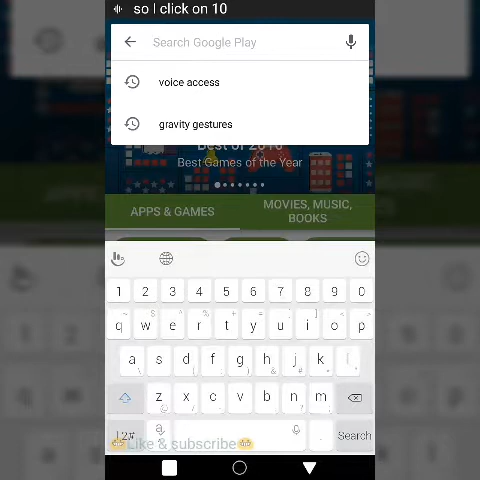 so I click on 10
Search Google Play
voice access
gravity gestures
Best of 2016
Best Games of the Year
APPS & GAMES
MOVIES, MUSIC,
BOOKS
1 2 3 4 5 6 7 8 9 0
q w e r t y u i o p
a s d f g h j k l
z x c v b n m
12#
Search
Like & subscribe